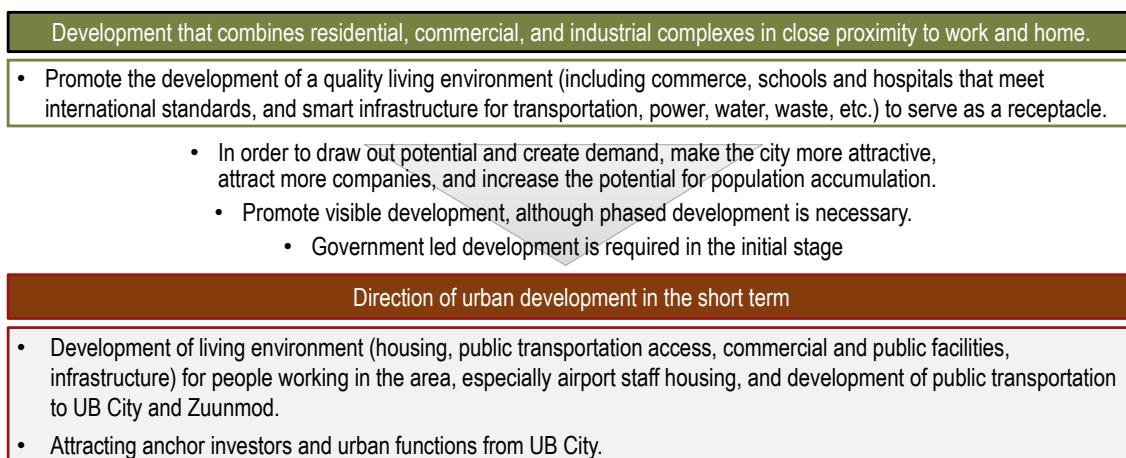 Development that combines residential, commercial, and industrial complexes in close proximity to work and home.
• Promote the development of a quality living environment (including commerce, schools and hospitals that meet
international standards, and smart infrastructure for transportation, power, water, waste, etc.) to serve as a receptacle.
• In order to draw out potential and create demand, make the city more attractive,
attract more companies, and increase the potential for population accumulation.
• Promote visible development, although phased development is necessary.
• Government led development is required in the initial stage
Direction of urban development in the short term
• Development of living environment (housing, public transportation access, commercial and public facilities,
infrastructure) for people working in the area, especially airport staff housing, and development of public transportation
to UB City and Zuunmod.
• Attracting anchor investors and urban functions from UB City.